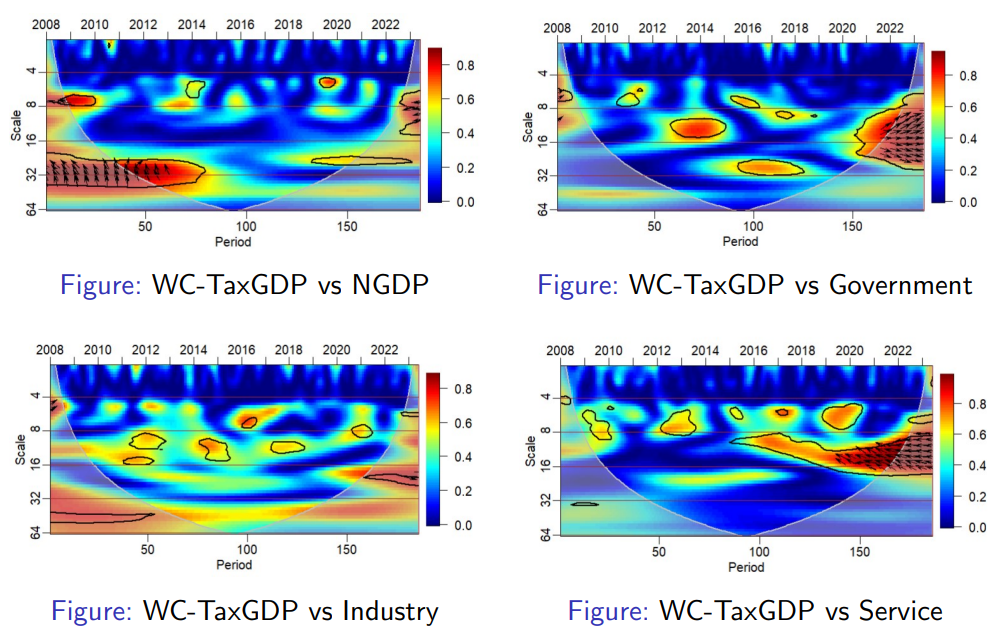 2008 2010 2012 2014 2016 2018 2020 2022
Scale
4
8
16
32
64
0.8
0.6
0.4
0.2
0.0
50 100 150
Period
Figure: WC-TaxGDP vs NGDP
2008 2010 2012 2014 2016 2018 2020 2022
Scale
4
8
16
32
64
0.8
0.6
0.4
0.2
0.0
50 100 150
Period
Figure: WC-TaxGDP vs Government
2008 2010 2012 2014 2016 2018 2020 2022
Scale
4
8
16
32
64
0.8
0.6
0.4
0.2
0.0
50 100 150
Period
Figure: WC-TaxGDP vs Industry
2008 2010 2012 2014 2016 2018 2020 2022
Scale
4
8
16
32
64
0.8
0.6
0.4
0.2
0.0
50 100 150
Period
Figure: WC-TaxGDP vs Service